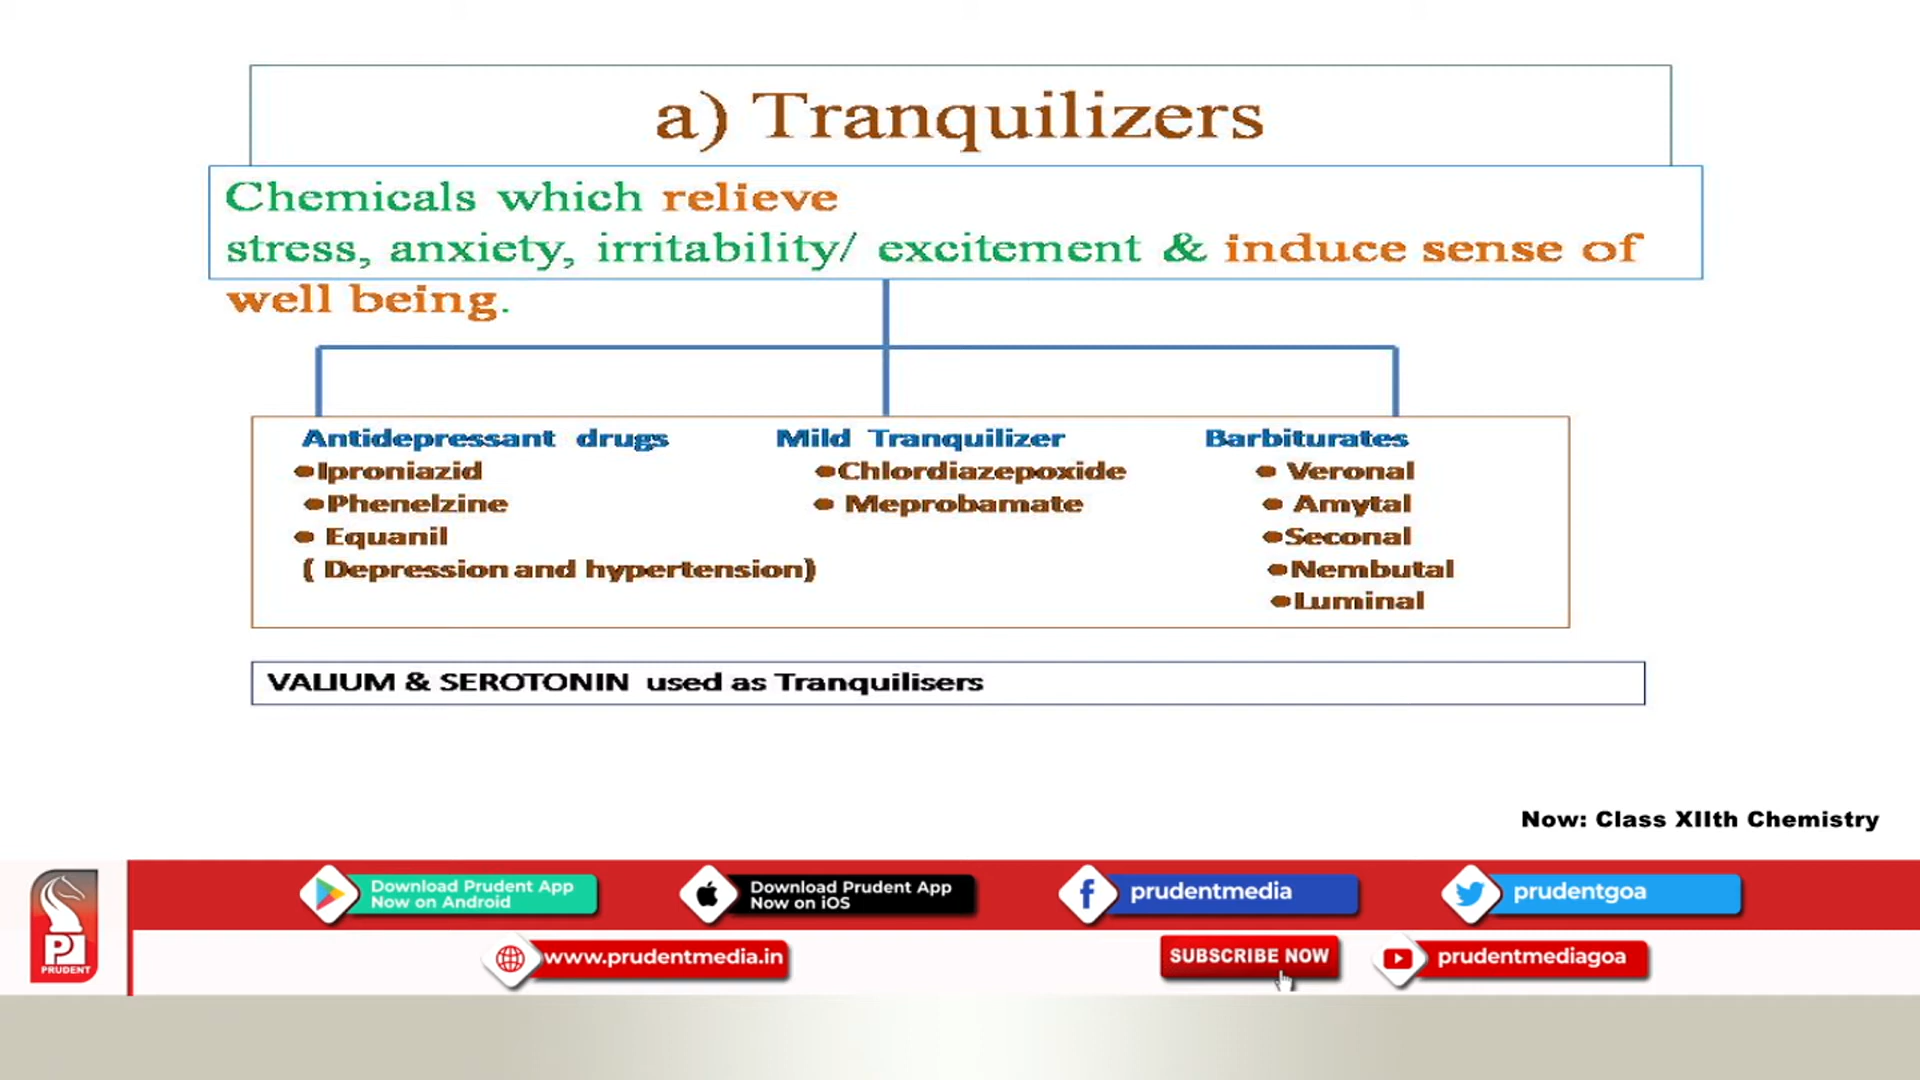 a) Tranquilizers
Chemicals which relieve
stress, anxiety, irritability/ excitement & induce sense of
well being.
Antidepressant drugs
•Iproniazid
•Phenelzine
• Equanil
( Depression and hypertension)
Mild Tranquilizer
•Chlordiazepoxide
• Meprobamate
Barbiturates
• Veronal
• Amytal
•Seconal
•Nembutal
•Luminal
VALIUM & SEROTONIN used as Tranquilisers
Now: Class XIIth Chemistry
PI
PRUDENT
Download Prudent App
Now on Android
Download Prudent App
Now on iOS
prudentmedia
prudentgoa
www.prudentmedia.in
SUBSCRIBE NOW
prudentmediagoa